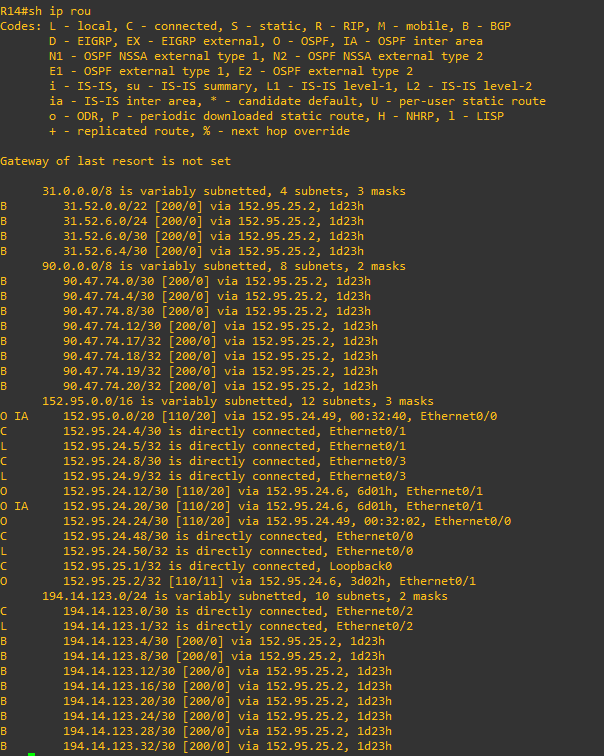 R14#sh ip rou
Codes: L - local, C - connected, S - static, R - RIP, M - mobile, B - BGP
       D - EIGRP, EX - EIGRP external, O - OSPF, IA - OSPF inter area
       N1 - OSPF NSSA external type 1, N2 - OSPF NSSA external type 2
       E1 - OSPF external type 1, E2 - OSPF external type 2
       i - IS-IS, su - IS-IS summary, L1 - IS-IS level-1, L2 - IS-IS level-2
       ia - IS-IS inter area, * - candidate default, U - per-user static route
       o - ODR, P - periodic downloaded static route, H - NHRP, l - LISP
       + - replicated route, % - next hop override

Gateway of last resort is not set

      31.0.0.0/8 is variably subnetted, 4 subnets, 3 masks
B        31.52.0.0/22 [200/0] via 152.95.25.2, 1d23h
B        31.52.6.0/24 [200/0] via 152.95.25.2, 1d23h
B        31.52.6.0/30 [200/0] via 152.95.25.2, 1d23h
B        31.52.6.4/30 [200/0] via 152.95.25.2, 1d23h
      90.0.0.0/8 is variably subnetted, 8 subnets, 2 masks
B        90.47.74.0/30 [200/0] via 152.95.25.2, 1d23h
B        90.47.74.4/30 [200/0] via 152.95.25.2, 1d23h
B        90.47.74.8/30 [200/0] via 152.95.25.2, 1d23h
B        90.47.74.12/30 [200/0] via 152.95.25.2, 1d23h
B        90.47.74.17/32 [200/0] via 152.95.25.2, 1d23h
B        90.47.74.18/32 [200/0] via 152.95.25.2, 1d23h
B        90.47.74.19/32 [200/0] via 152.95.25.2, 1d23h
B        90.47.74.20/32 [200/0] via 152.95.25.2, 1d23h
      152.95.0.0/16 is variably subnetted, 12 subnets, 3 masks
O IA     152.95.0.0/20 [110/20] via 152.95.24.49, 00:32:40, Ethernet0/0
C        152.95.24.4/30 is directly connected, Ethernet0/1
L        152.95.24.5/32 is directly connected, Ethernet0/1
C        152.95.24.8/30 is directly connected, Ethernet0/3
L        152.95.24.9/32 is directly connected, Ethernet0/3
O        152.95.24.12/30 [110/20] via 152.95.24.6, 6d01h, Ethernet0/1
O IA     152.95.24.20/30 [110/20] via 152.95.24.6, 6d01h, Ethernet0/1
O        152.95.24.24/30 [110/20] via 152.95.24.49, 00:32:02, Ethernet0/0
C        152.95.24.48/30 is directly connected, Ethernet0/0
L        152.95.24.50/32 is directly connected, Ethernet0/0
C        152.95.25.1/32 is directly connected, Loopback0
O        152.95.25.2/32 [110/11] via 152.95.24.6, 3d02h, Ethernet0/1
      194.14.123.0/24 is variably subnetted, 10 subnets, 2 masks
C        194.14.123.0/30 is directly connected, Ethernet0/2
L        194.14.123.1/32 is directly connected, Ethernet0/2
B        194.14.123.4/30 [200/0] via 152.95.25.2, 1d23h
B        194.14.123.8/30 [200/0] via 152.95.25.2, 1d23h
B        194.14.123.12/30 [200/0] via 152.95.25.2, 1d23h
B        194.14.123.16/30 [200/0] via 152.95.25.2, 1d23h
B        194.14.123.20/30 [200/0] via 152.95.25.2, 1d23h
B        194.14.123.24/30 [200/0] via 152.95.25.2, 1d23h
B        194.14.123.28/30 [200/0] via 152.95.25.2, 1d23h
B        194.14.123.32/30 [200/0] via 152.95.25.2, 1d23h